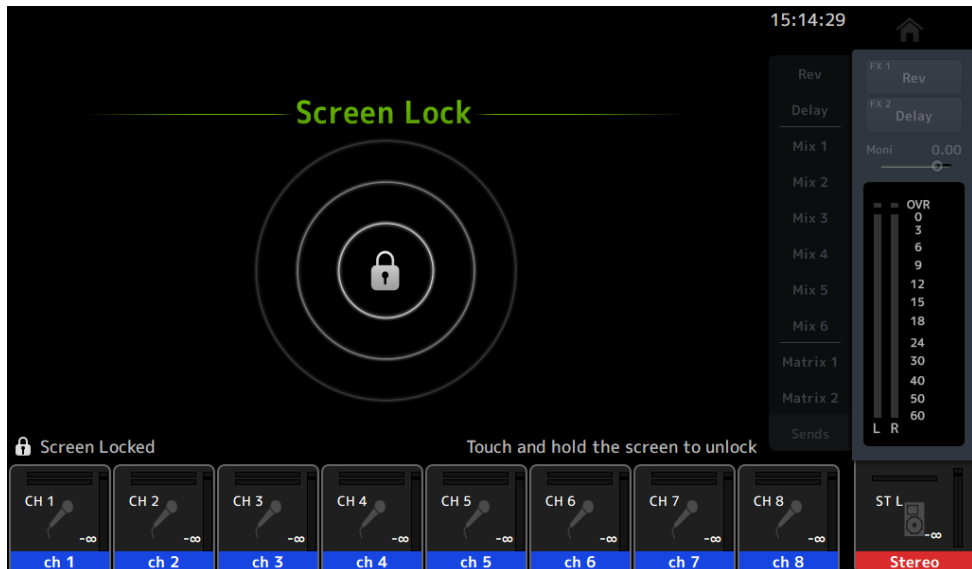 15:14:29
Screen Lock
Rev
Delay
Mix 1
Mix 2
Mix 3
Mix 4
Mix 5
Mix 6
Matrix 1
Matrix 2
Sends
FX 1
Rev
FX 2
Delay
Moni 0.00
OVR
0
3
6
9
12
15
18
24
30
40
50
60
L R
Screen Locked Touch and hold the screen to unlock
CH 1 CH 2 CH 3 CH 4 CH 5 CH 6 CH 7 CH 8 ST L
-∞ -∞ -∞ -∞ -∞ -∞ -∞ -∞ -∞
ch 1 ch 2 ch 3 ch 4 ch 5 ch 6 ch 7 ch 8 Stereo